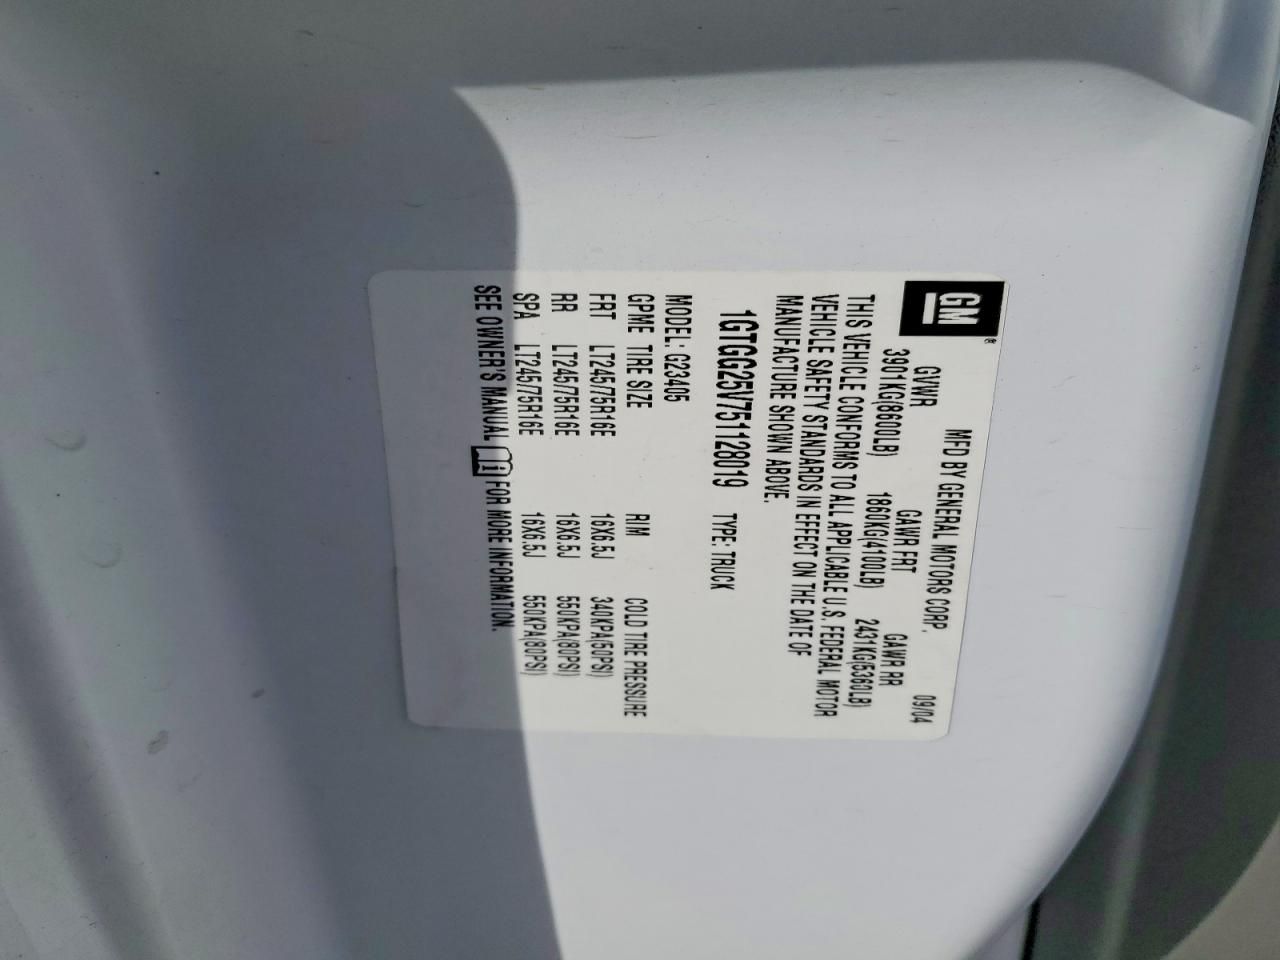 GM®
MFD BY GENERAL MOTORS CORP. 09/04
GVWR GAWR FRT GAWR RR
3901KG(8600LB) 1860KG(4100LB) 2431KG(5360LB)
THIS VEHICLE CONFORMS TO ALL APPLICABLE U.S. FEDERAL MOTOR
VEHICLE SAFETY STANDARDS IN EFFECT ON THE DATE OF
MANUFACTURE SHOWN ABOVE.
1GTGG25V751128019 TYPE: TRUCK
MODEL: G23405
GPME TIRE SIZE RIM COLD TIRE PRESSURE
FRT LT245/75R16E 16X6.5J 340KPA(50PSI)
RR LT245/75R16E 16X6.5J 550KPA(80PSI)
SPA LT245/75R16E 16X6.5J 550KPA(80PSI)
SEE OWNER'S MANUAL i FOR MORE INFORMATION.